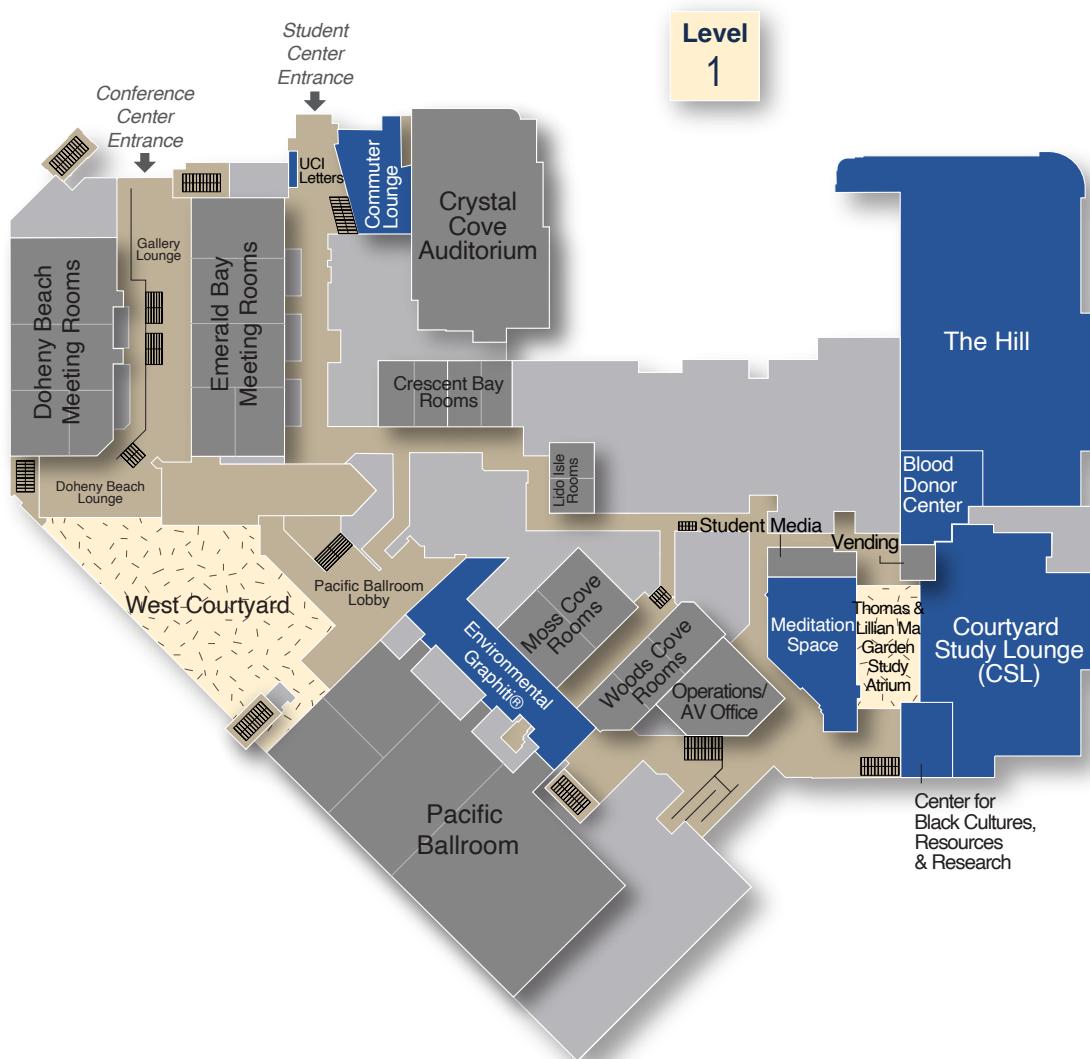 Level
1
Student
Center
Entrance
Conference
Center
Entrance
UCI
Letters
Commuter
Lounge
Crystal
Cove
Auditorium
Gallery
Lounge
Doheny Beach
Meeting Rooms
Emerald Bay
Meeting Rooms
The Hill
Crescent Bay
Rooms
Lido Isle
Rooms
Blood
Donor
Center
Doheny Beach
Lounge
Student Media
Vending
Pacific Ballroom
Lobby
West Courtyard
Moss Cove
Rooms
Environmental
Graphiti®
Woods Cove
Rooms
Operations/
AV Office
Meditation
Space
Thomas &
Lillian Ma
Garden
Study
Atrium
Courtyard
Study Lounge
(CSL)
Pacific
Ballroom
Center for
Black Cultures,
Resources
& Research